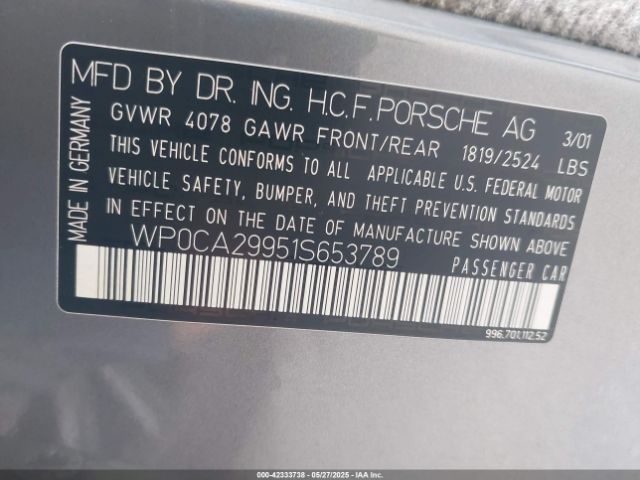 MFD BY DR. ING. H.C.F. PORSCHE AG 3/01
GVWR 4078 GAWR FRONT/REAR 1819/2524 LBS
THIS VEHICLE CONFORMS TO ALL APPLICABLE U.S. FEDERAL MOTOR
VEHICLE SAFETY, BUMPER, AND THEFT PREVENTION STANDARDS
IN EFFECT ON THE DATE OF MANUFACTURE SHOWN ABOVE
WP0CA29951S653789 PASSENGER CAR
MADE IN GERMANY
996.701.112.52
000-42333738 - 05/27/2025 - IAAI.CA